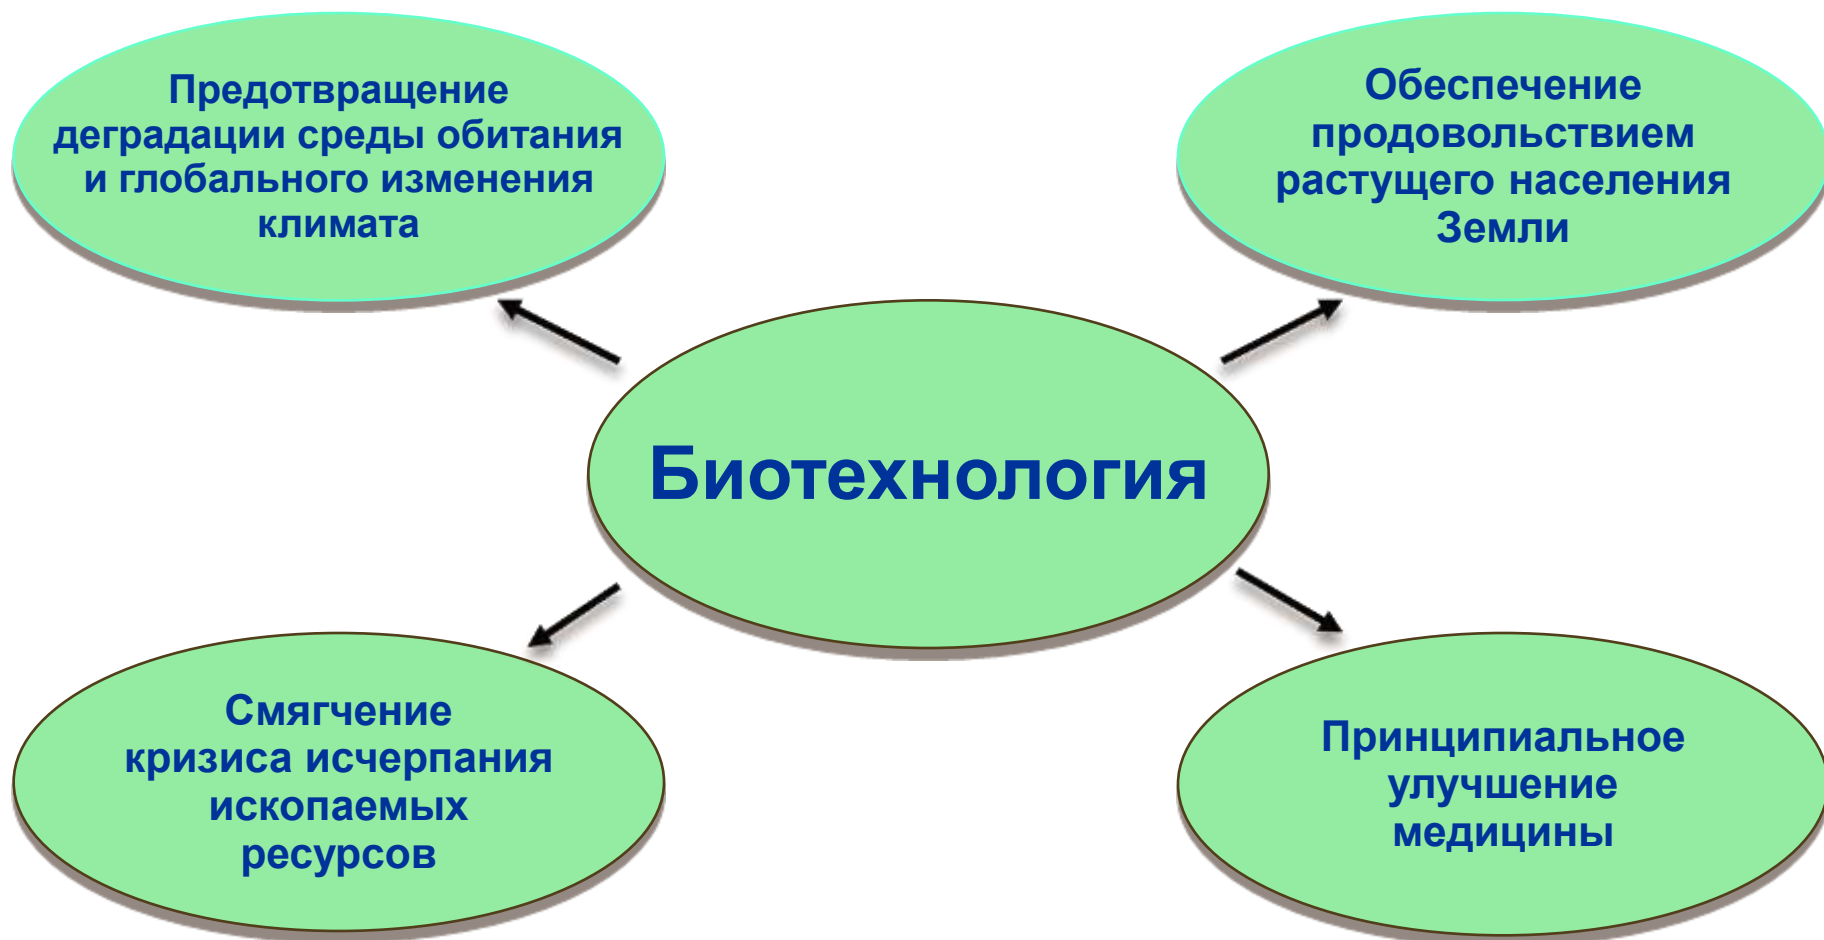 Предотвращение
деградации среды обитания
и глобального изменения
климата
Обеспечение
продовольствием
растущего населения
Земли
Биотехнология
Смягчение
кризиса исчерпания
ископаемых
ресурсов
Принципиальное
улучшение
медицины